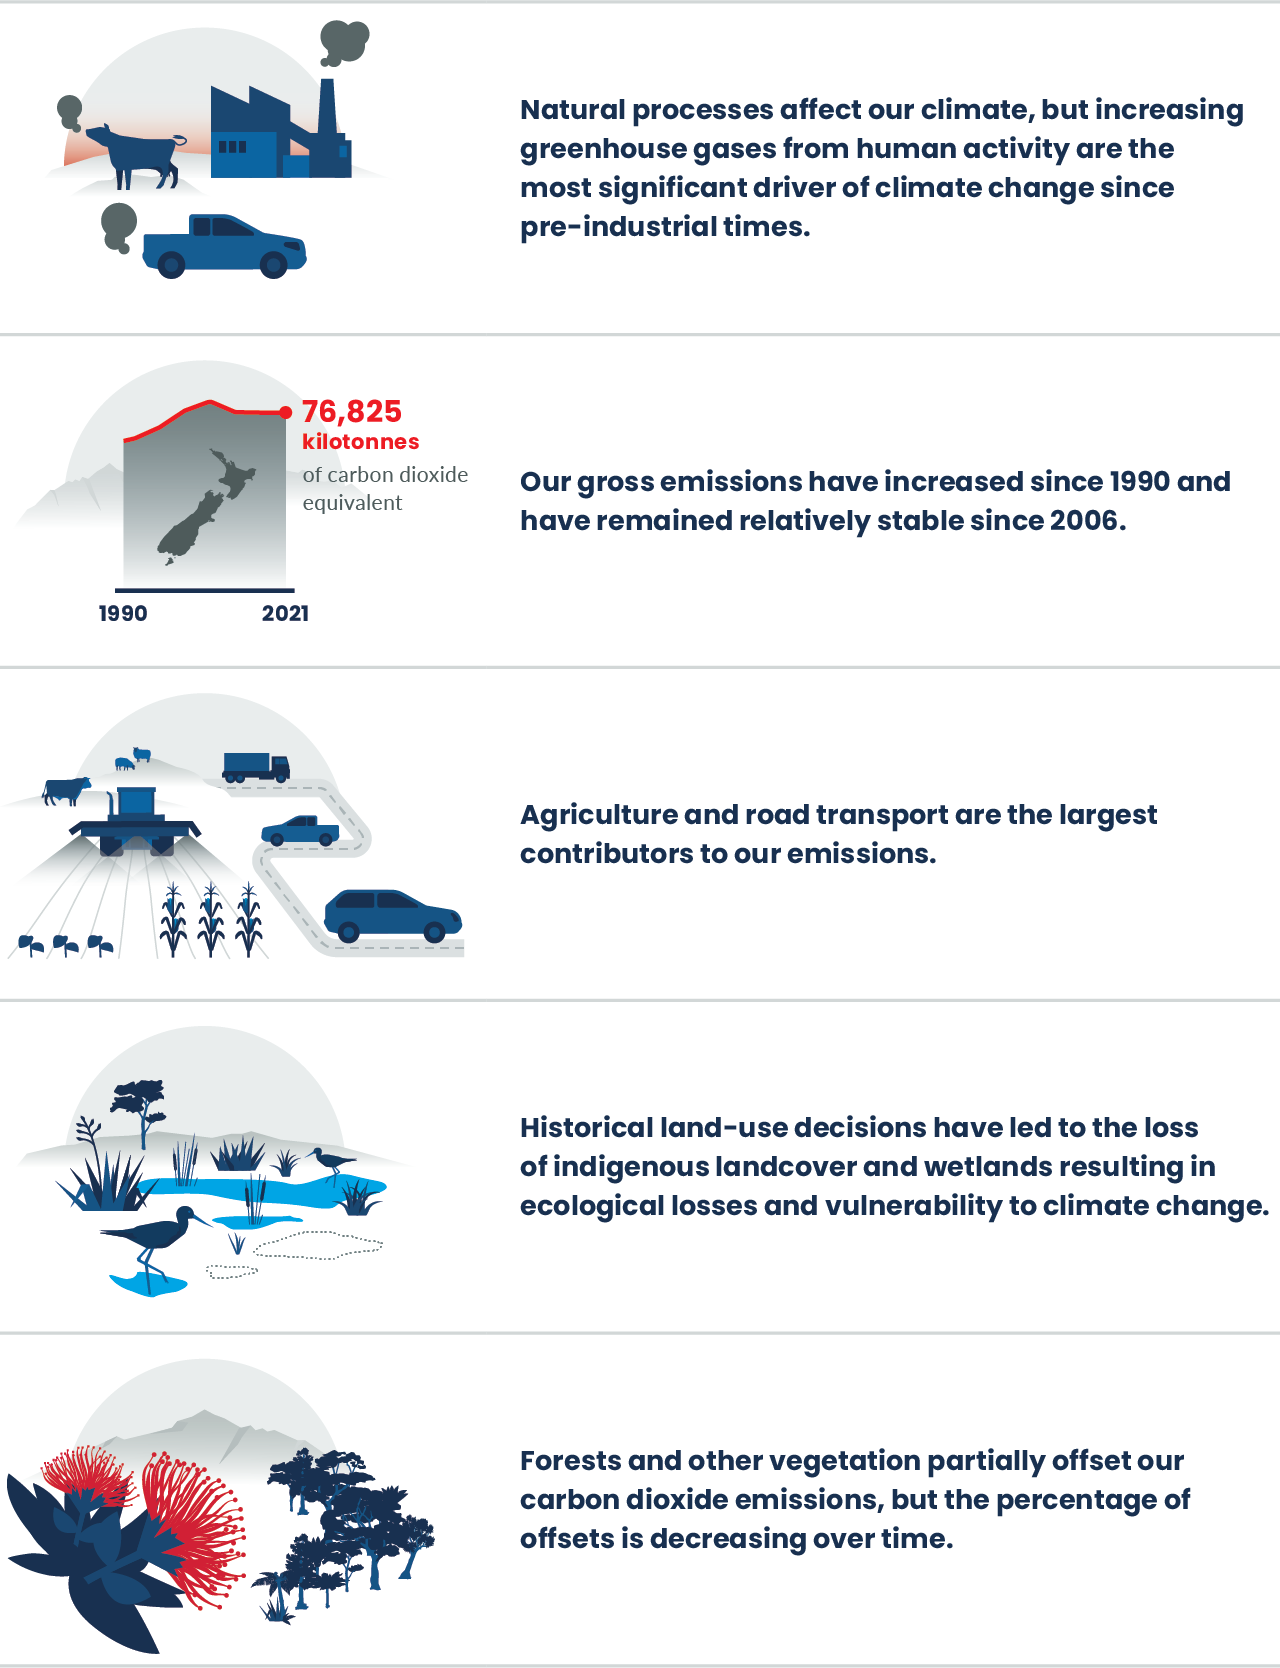 Natural processes affect our climate, but increasing
greenhouse gases from human activity are the
most significant driver of climate change since
pre-industrial times.
76,825
kilotonnes
of carbon dioxide
equivalent
1990
2021
Our gross emissions have increased since 1990 and
have remained relatively stable since 2006.
Agriculture and road transport are the largest
contributors to our emissions.
Historical land-use decisions have led to the loss
of indigenous landcover and wetlands resulting in
ecological losses and vulnerability to climate change.
Forests and other vegetation partially offset our
carbon dioxide emissions, but the percentage of
offsets is decreasing over time.